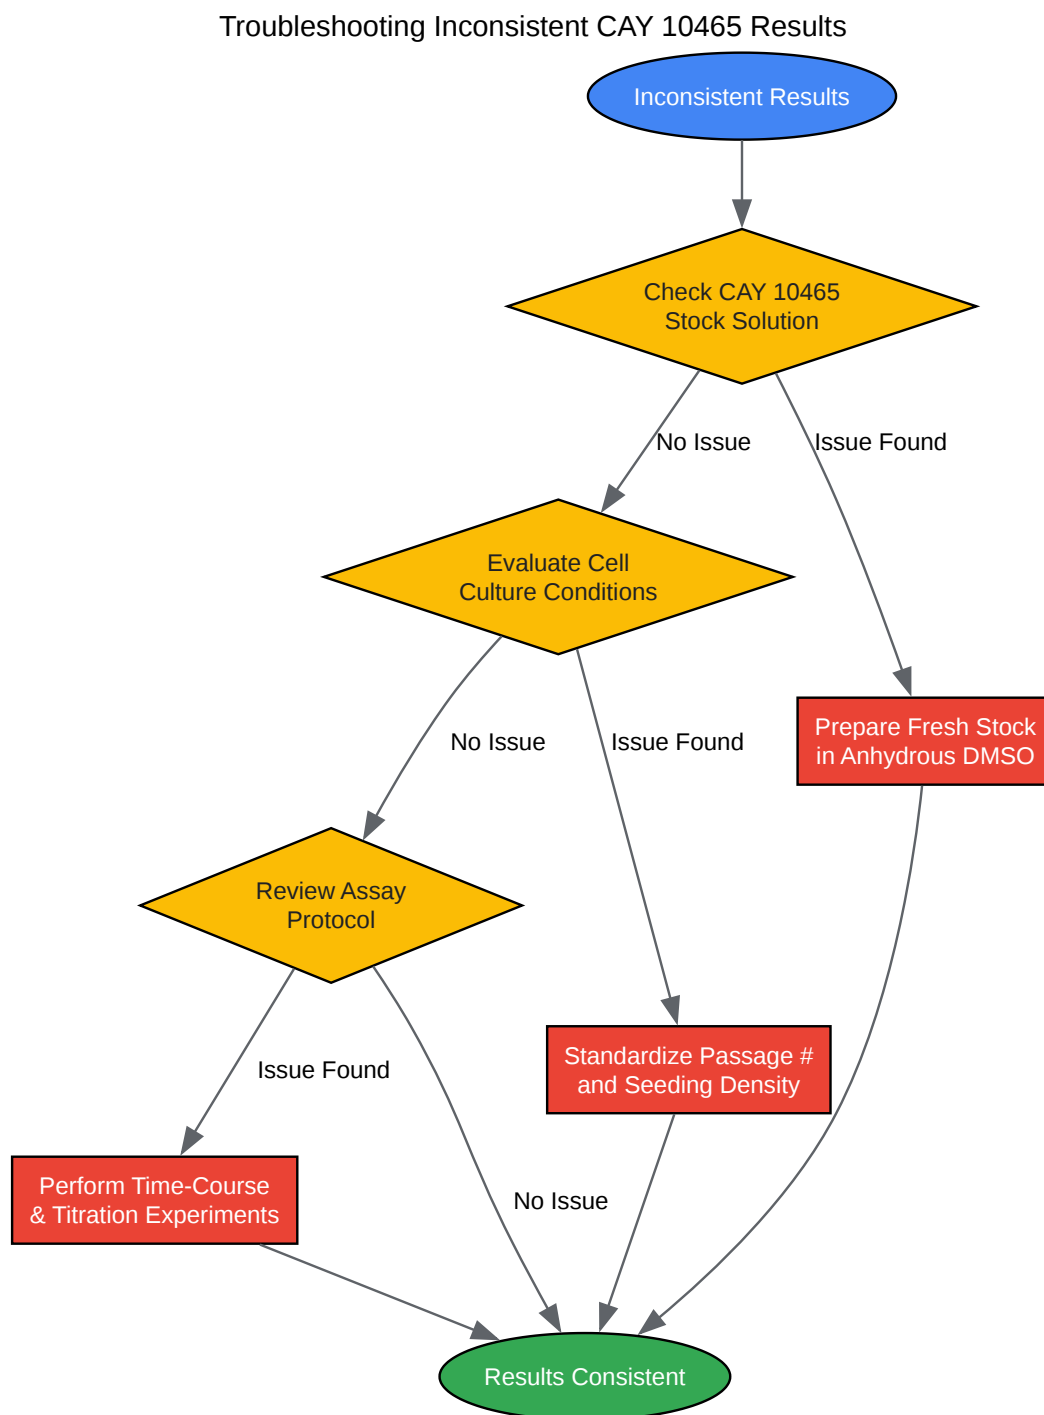 Troubleshooting Inconsistent CAY 10465 Results
Inconsistent Results
Check CAY 10465
Stock Solution
No Issue
Issue Found
Evaluate Cell
Culture Conditions
No Issue
Issue Found
Prepare Fresh Stock
in Anhydrous DMSO
Review Assay
Protocol
Issue Found
No Issue
Standardize Passage #
and Seeding Density
Perform Time-Course
& Titration Experiments
Results Consistent